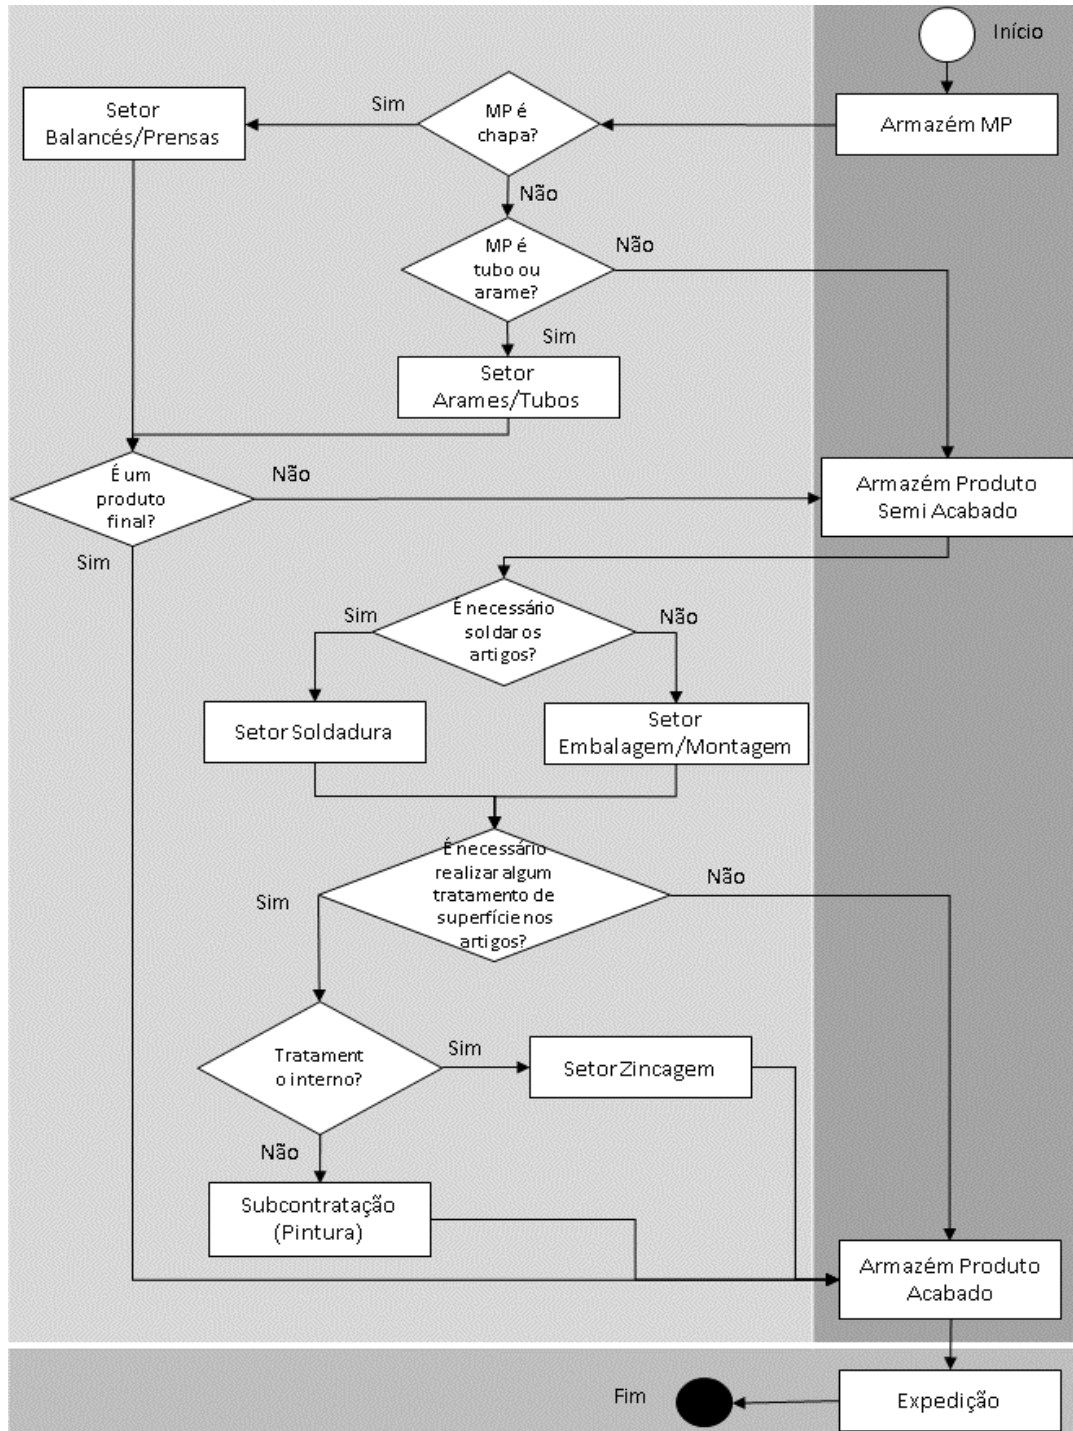 Início
Armazém MP
MP é
chapa?
Sim
Setor
Balancés/Prensas
Não
MP é
tubo ou
arame?
Não
Sim
Setor
Arames/Tubos
É um
produto
final?
Não
Sim
Armazém Produto
Semi Acabado
É necessário
soldar os
artigos?
Sim
Não
Setor Soldadura
Setor
Embalagem/Montagem
É necessário
realizar algum
tratamento de
superfície nos
artigos?
Sim
Não
Tratament
o interno?
Sim
Setor Zincagem
Não
Subcontratação
(Pintura)
Armazém Produto
Acabado
Expedição
Fim